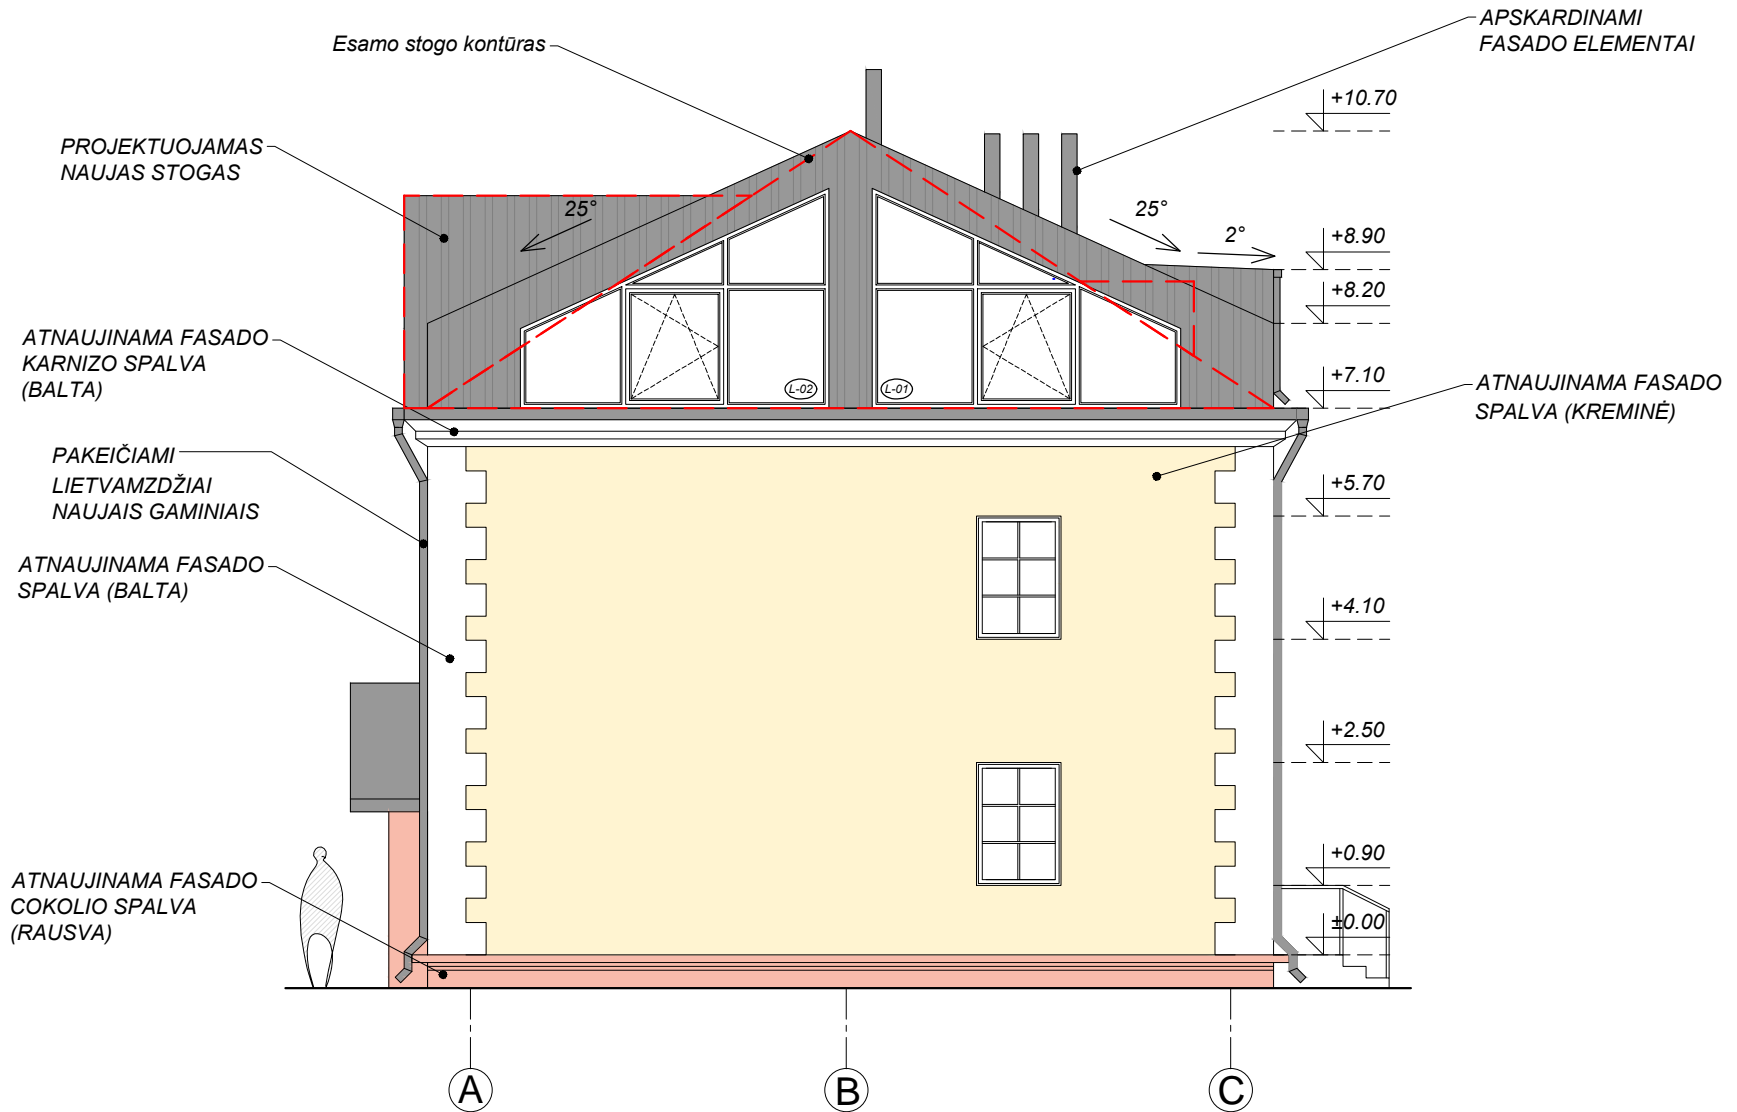 APSKARDINAMI
FASADO ELEMENTAI
Esamo stogo kontūras
+10.70
PROJEKTUOJAMAS
NAUJAS STOGAS
25°
25°
2°
+8.90
+8.20
ATNAUJINAMA FASADO
KARNIZO SPALVA
(BALTA)
L-02
L-01
+7.10
ATNAUJINAMA FASADO
SPALVA (KREMINĖ)
PAKEIČIAMI
LIETVAMZDŽIAI
NAUJAIS GAMINIAIS
+5.70
ATNAUJINAMA FASADO
SPALVA (BALTA)
+4.10
+2.50
+0.90
ATNAUJINAMA FASADO
COKOLIO SPALVA
(RAUSVA)
±0.00
A
B
C